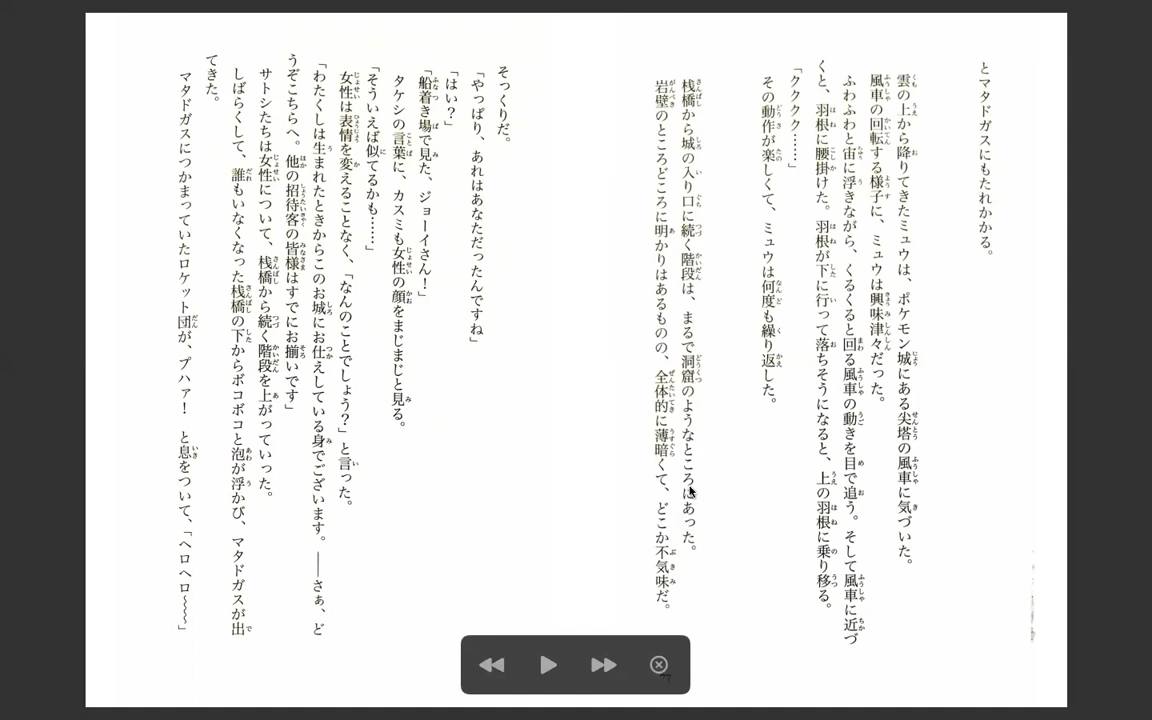 とマタドガスにもたれかかる。
雲の上から降りてきたミュウは、ポケモン城にある尖塔の風車に気づいた。
風車の回転する様子に、ミュウは興味津々だった。
ふわふわと宙に浮きながら、くるくると回る風車の動きを目で追う。そして風車に近づ
くと、羽根に腰掛けた。羽根が下に行って落ちそうになると、上の羽根に乗り移る。
「クククク……」
その動作が楽しくて、ミュウは何度も繰り返した。
桟橋から城の入り口に続く階段は、まるで洞窟のようなところにあった。
岩壁のところどころに明かりはあるものの、全体的に薄暗くて、どこか不気味だ。
そっくりだ。
「やっぱり、あれはあなただったんですね」
「はい？」
「船着き場で見た、ジョーイさん！」
タケシの言葉に、カスミも女性の顔をまじまじと見る。
「そういえば似てるかも……」
女性は表情を変えることなく、「なんのことでしょう？」と言った。
「わたくしは生まれたときからこのお城にお仕えしている身でございます。――さぁ、ど
うぞこちらへ。他の招待客の皆様はすでにお揃いです」
サトシたちは女性について、桟橋から続く階段を上がっていった。
しばらくして、誰もいなくなった桟橋の下からボコボコと泡が浮かび、マタドガスが出
てきた。
マタドガスにつかまっていたロケット団が、プハァ！　と息をついて、「ヘロヘロ〜〜〜」